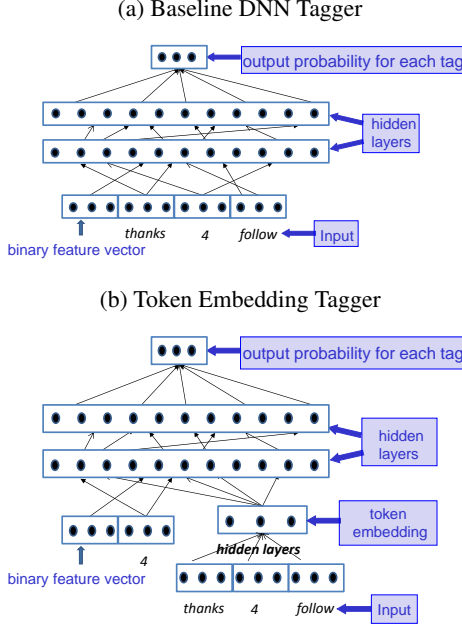 (a) Baseline DNN Tagger
output probability for each tag
hidden
layers
thanks 4 follow
Input
binary feature vector
(b) Token Embedding Tagger
output probability for each tag
hidden
layers
token
embedding
4
hidden layers
binary feature vector
thanks 4 follow
Input